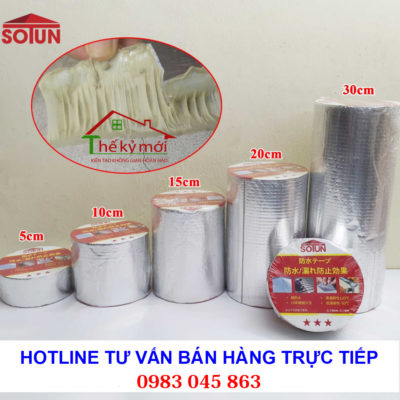 SOTUN
30cm
Thế kỷ mới
KIẾN TẠO KHÔNG GIAN HOÀN HẢO
20cm
15cm
10cm
5cm
SOTUN
防水テープ
防水/漏れ防止効果
★★★
HOTLINE TƯ VẤN BÁN HÀNG TRỰC TIẾP
0983 045 863